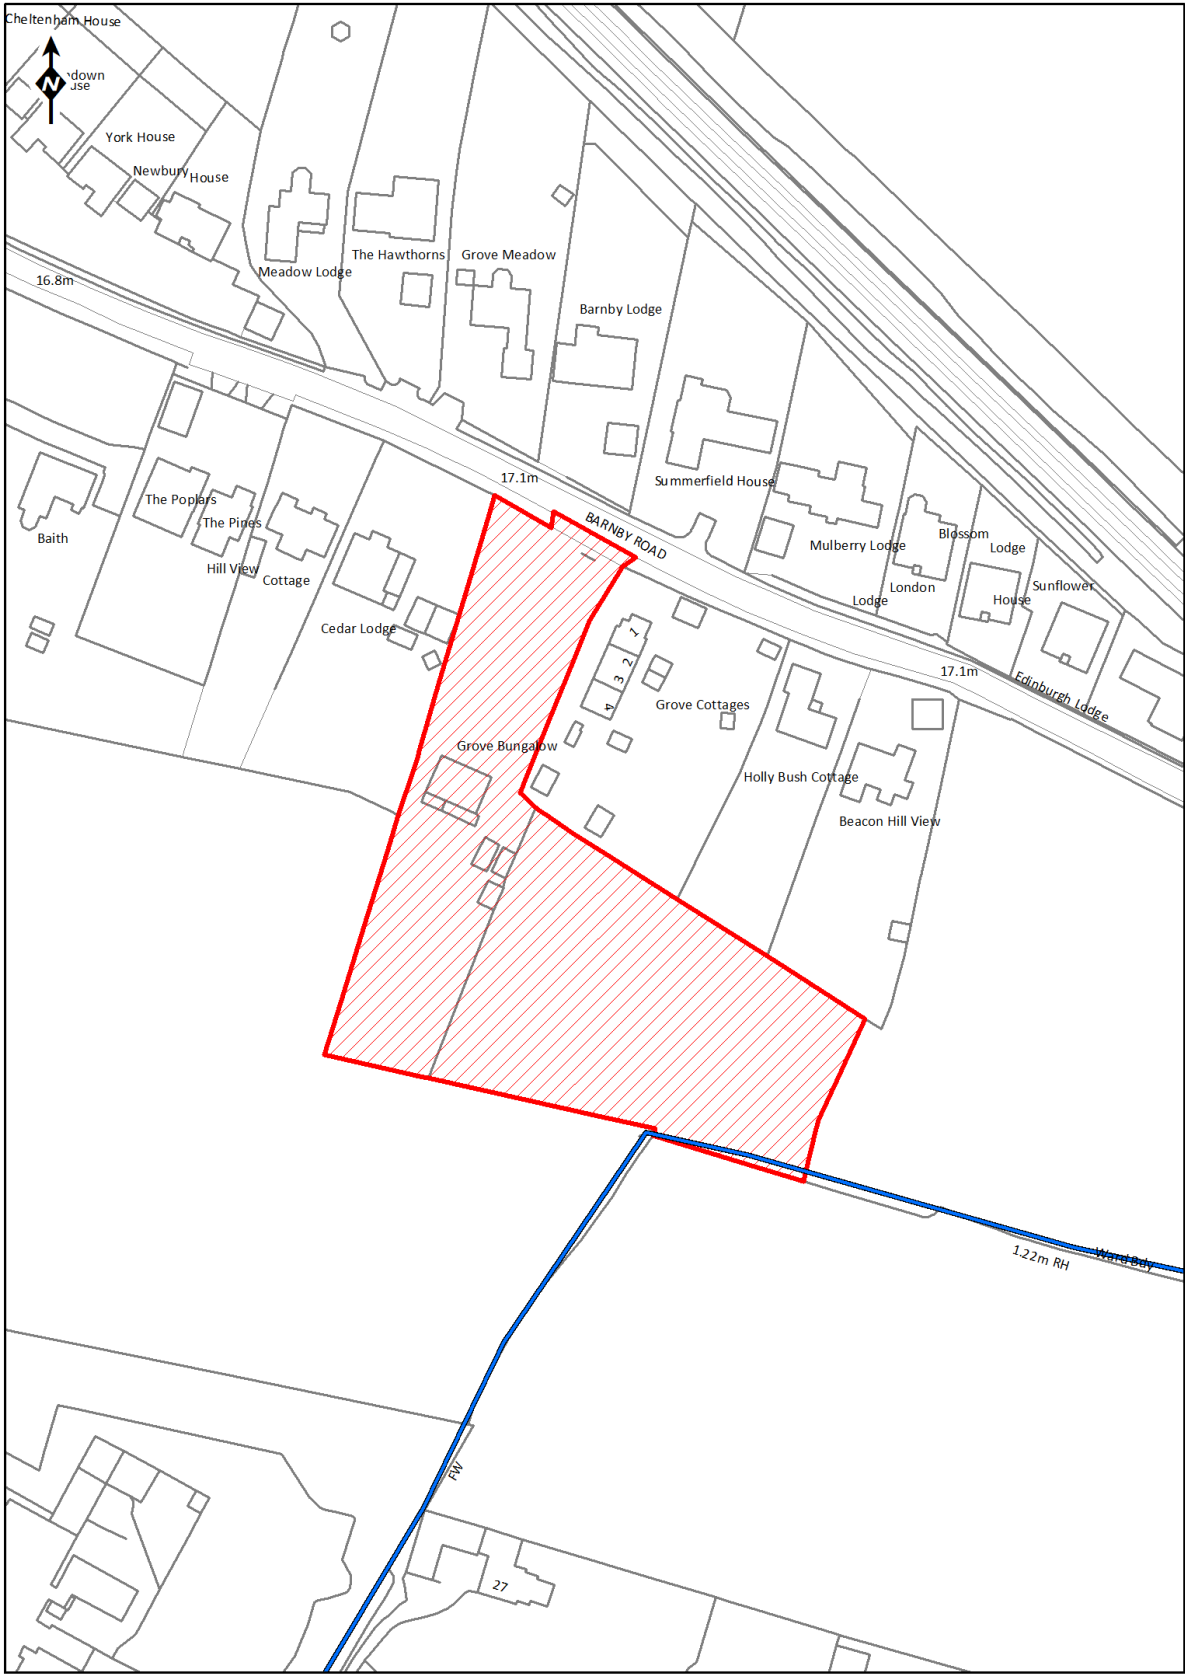 Cheltenham House
N
down
use
York House
Newbury House
16.8m
Meadow Lodge
The Hawthorns
Grove Meadow
Barnby Lodge
17.1m
BARNBY ROAD
Summerfield House
Mulberry Lodge
London
Lodge
Blossom
Lodge
Sunflower
House
Edinburgh Lodge
17.1m
Baith
The Poplars
The Pines
Hill View
Cottage
Cedar Lodge
1
2
3
4
Grove Cottages
Grove Bungalow
Holly Bush Cottage
Beacon Hill View
1.22m RH
Ward Bdy
FW
27